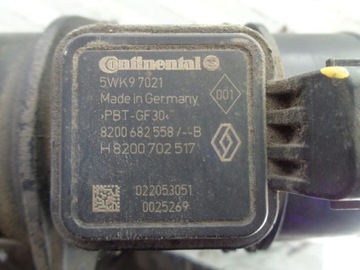 Continental
5WK9 7021
Made in Germany
001
>PBT-GF30<
8200 682 558/--B
H 8200 702 517
022053051
0025269